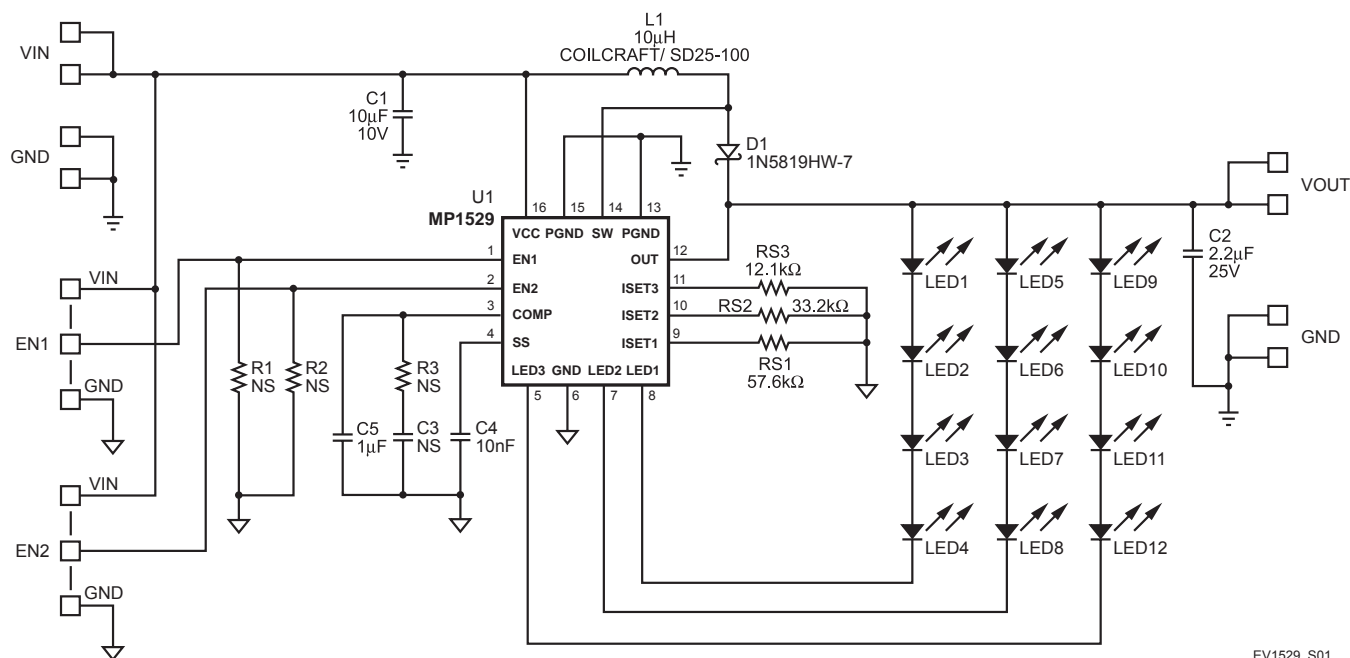 L1
10µH
COILCRAFT/ SD25-100
VIN
C1
10µF
10V
GND
D1
1N5819HW-7
VOUT
U1
MP1529
16 15 14 13
VCC PGND SW PGND
1 EN1
2 EN2
3 COMP
4 SS
OUT 12
ISET3 11
ISET2 10
ISET1 9
LED3 GND LED2 LED1
5 6 7 8
RS3
12.1kΩ
RS2 33.2kΩ
RS1
57.6kΩ
LED1 LED5 LED9
LED2 LED6 LED10
LED3 LED7 LED11
LED4 LED8 LED12
C2
2.2µF
25V
GND
VIN
EN1
GND
R1
NS
R2
NS
R3
NS
C5
1µF
C3
NS
C4
10nF
VIN
EN2
GND
EV1529_S01